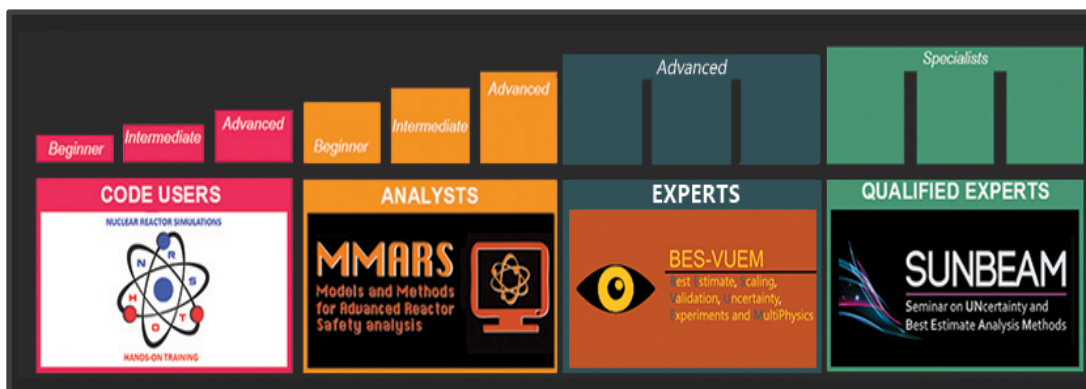 Beginner
Intermediate
Advanced
Beginner
Intermediate
Advanced
Advanced
Specialists
CODE USERS
ANALYSTS
EXPERTS
QUALIFIED EXPERTS
NUCLEAR REACTOR SIMULATIONS
N R S
H O T
HANDS-ON TRAINING
MMARS
Models and Methods
for Advanced Reactor
Safety analysis
BES-VUEM
Best Estimate, Scaling,
Validation, Uncertainty,
Experiments and MultiPhysics
SUNBEAM
Seminar on UNcertainty and
Best Estimate Analysis Methods